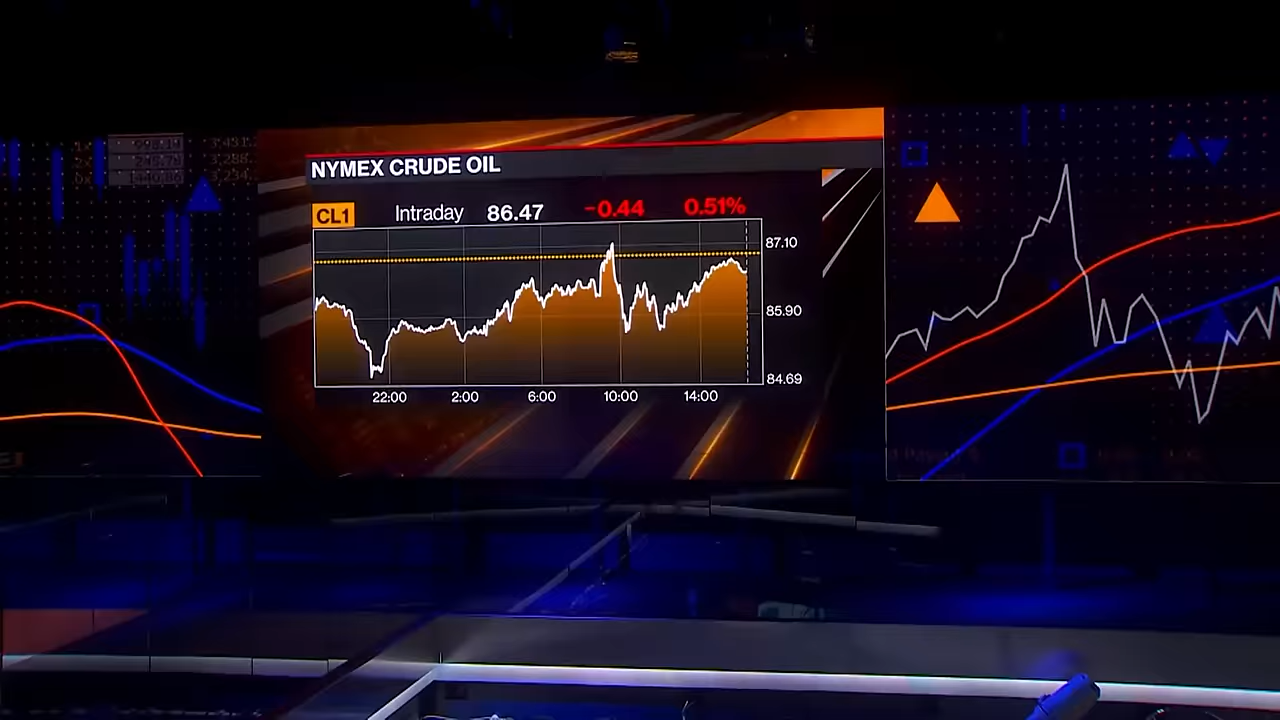 NYMEX CRUDE OIL
CL1 Intraday 86.47 -0.44 0.51%
87.10
85.90
84.69
22:00 2:00 6:00 10:00 14:00